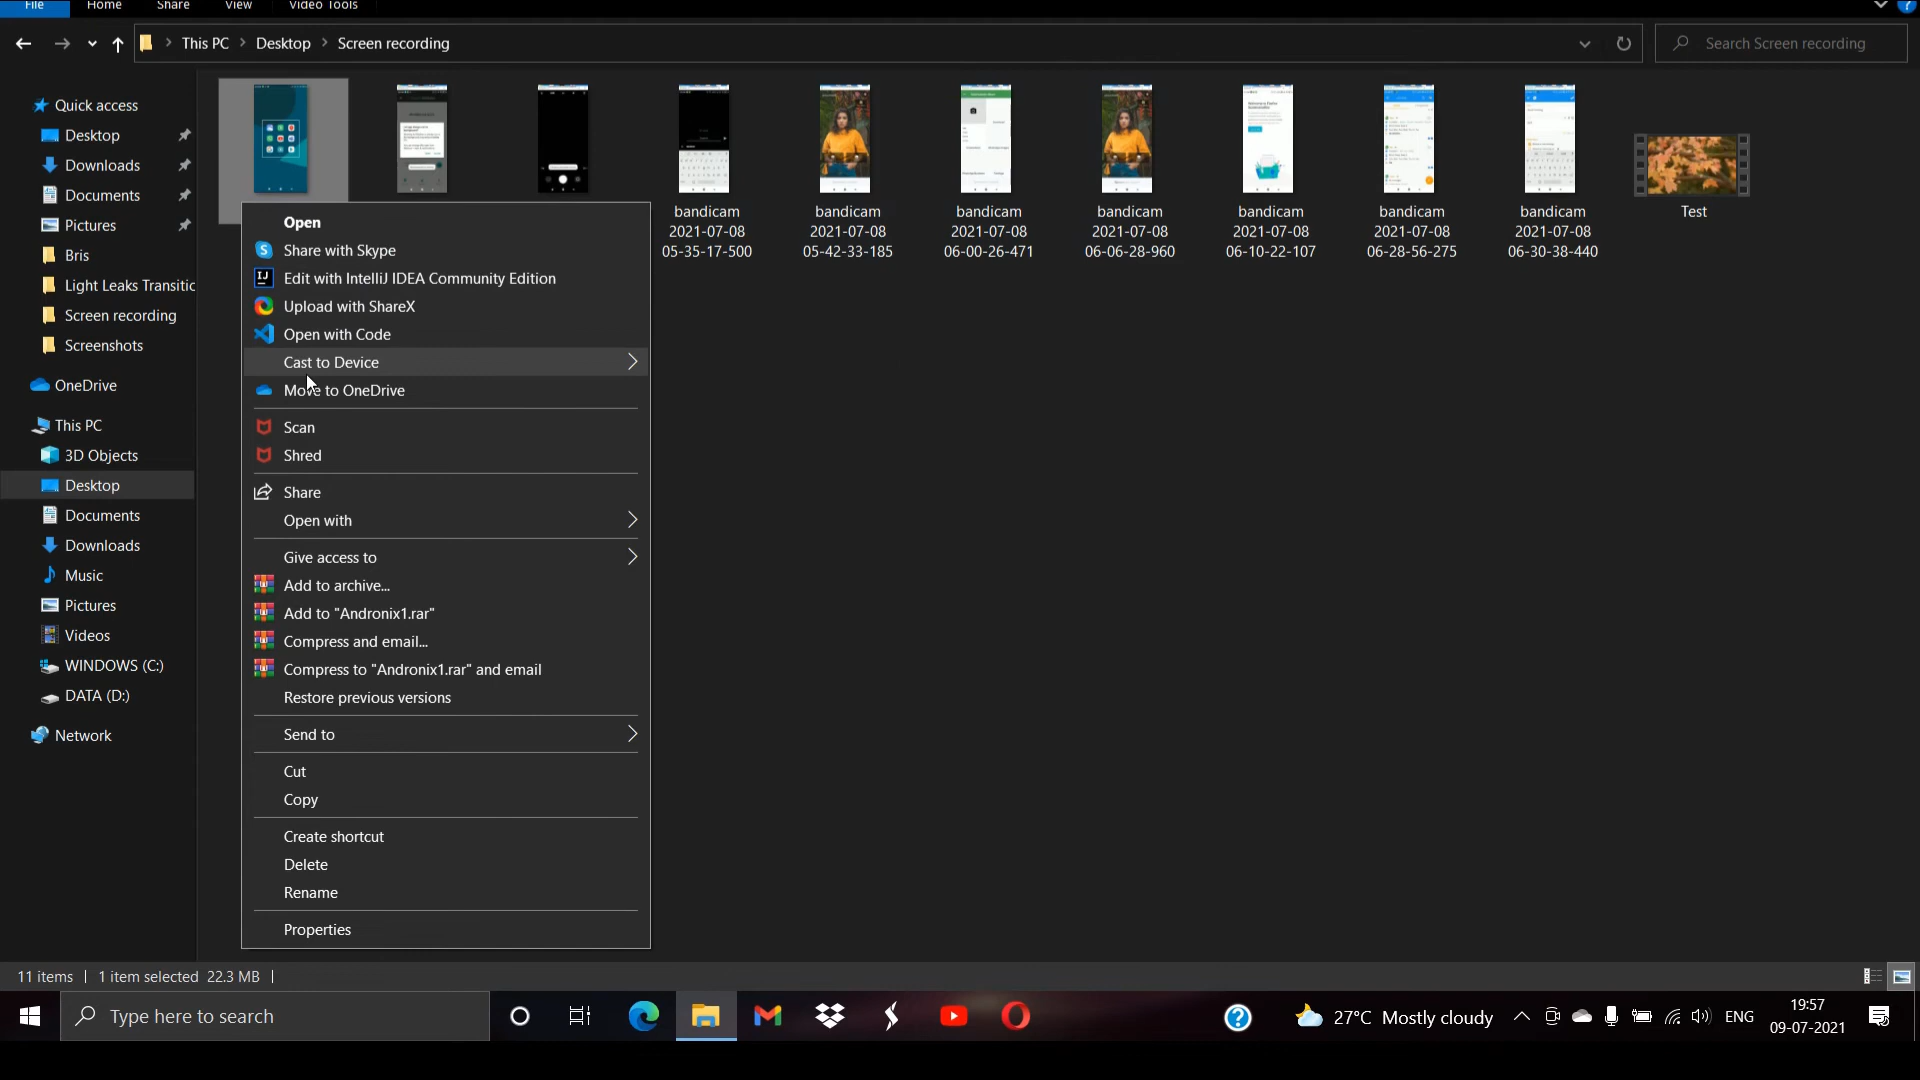 File Home Share View Video Tools
This PC Desktop Screen recording Search Screen recording
Quick access
Desktop
Downloads
Documents
Pictures
Bris
Light Leaks Transitic
Screen recording
Screenshots
OneDrive
This PC
3D Objects
Desktop
Documents
Downloads
Music
Pictures
Videos
WINDOWS (C:)
DATA (D:)
Network
bandicam
2021-07-08
05-35-17-500
bandicam
2021-07-08
05-42-33-185
bandicam
2021-07-08
06-00-26-471
bandicam
2021-07-08
06-06-28-960
bandicam
2021-07-08
06-10-22-107
bandicam
2021-07-08
06-28-56-275
bandicam
2021-07-08
06-30-38-440
Test
Open
Share with Skype
Edit with IntelliJ IDEA Community Edition
Upload with ShareX
Open with Code
Cast to Device
Move to OneDrive
Scan
Shred
Share
Open with
Give access to
Add to archive...
Add to "Andronix1.rar"
Compress and email...
Compress to "Andronix1.rar" and email
Restore previous versions
Send to
Cut
Copy
Create shortcut
Delete
Rename
Properties
11 items 1 item selected 22.3 MB
Type here to search
27°C Mostly cloudy
ENG
19:57
09-07-2021